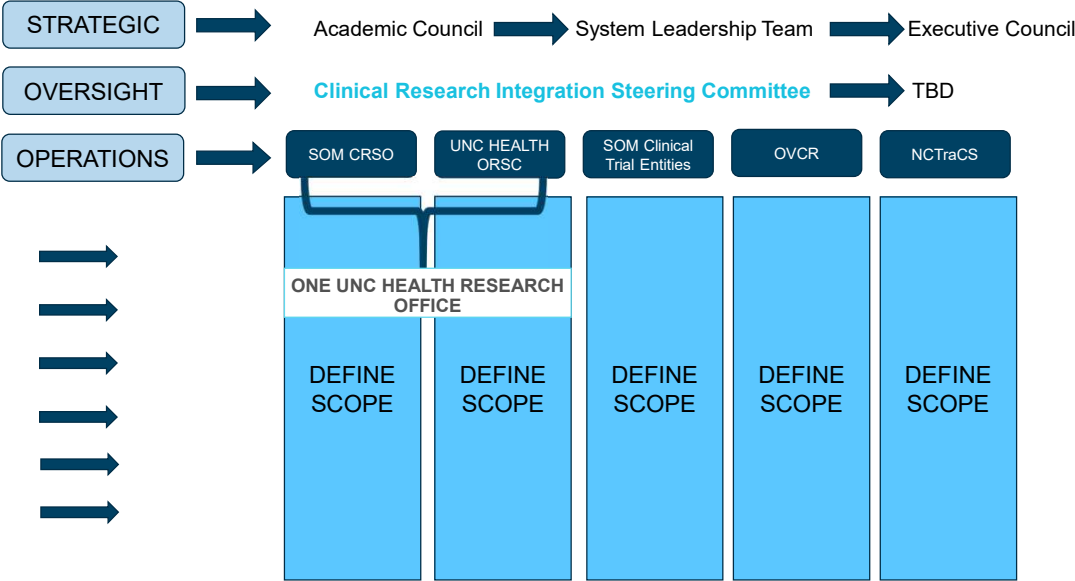 STRATEGIC
Academic Council
System Leadership Team
Executive Council
OVERSIGHT
Clinical Research Integration Steering Committee
TBD
OPERATIONS
SOM CRSO
UNC HEALTH
ORSC
SOM Clinical
Trial Entities
OVCR
NCTraCS
ONE UNC HEALTH RESEARCH
OFFICE
DEFINE
SCOPE
DEFINE
SCOPE
DEFINE
SCOPE
DEFINE
SCOPE
DEFINE
SCOPE